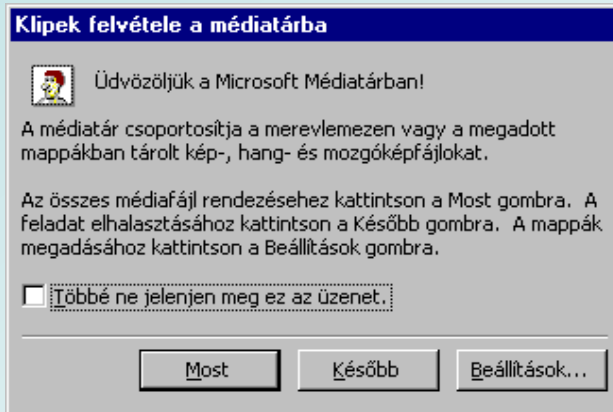 Klipek felvétele a médiatárba
Üdvözöljük a Microsoft Médiatárban!
A médiatár csoportosítja a merevlemezen vagy a megadott
mappákban tárolt kép-, hang- és mozgóképfájlokat.
Az összes médiafájl rendezésehez kattintson a Most gombra. A
feladat elhalasztásához kattintson a Később gombra. A mappák
megadásához kattintson a Beállítások gombra.
Többé ne jelenjen meg ez az üzenet.
Most Később Beállítások...